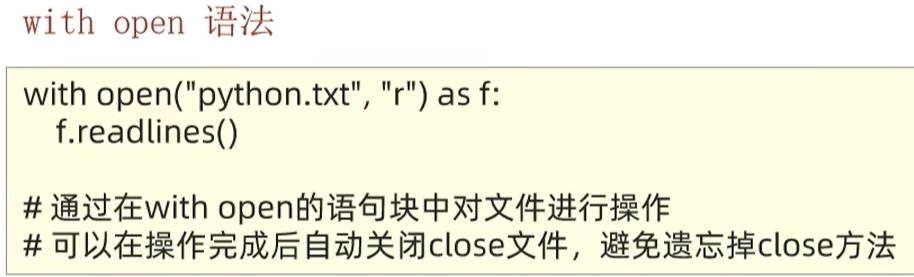 with open 语法
with open("python.txt", "r") as f:
    f.readlines()
# 通过在with open的语句块中对文件进行操作
# 可以在操作完成后自动关闭close文件，避免遗忘掉close方法